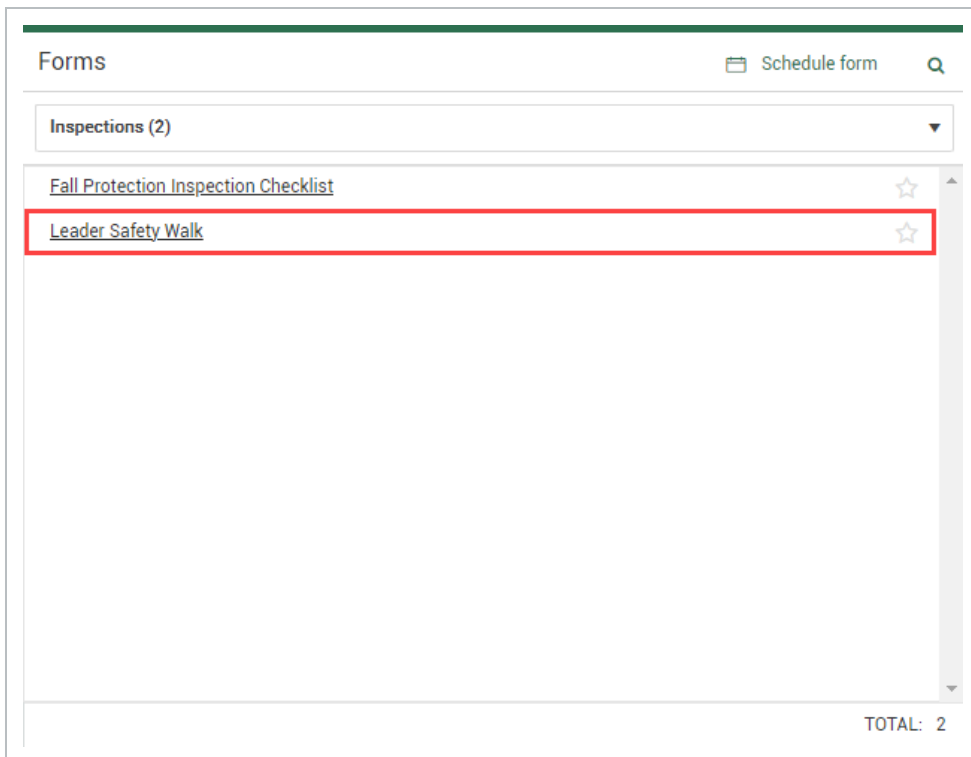 Forms
Schedule form
Inspections (2)
Fall Protection Inspection Checklist
Leader Safety Walk
TOTAL: 2